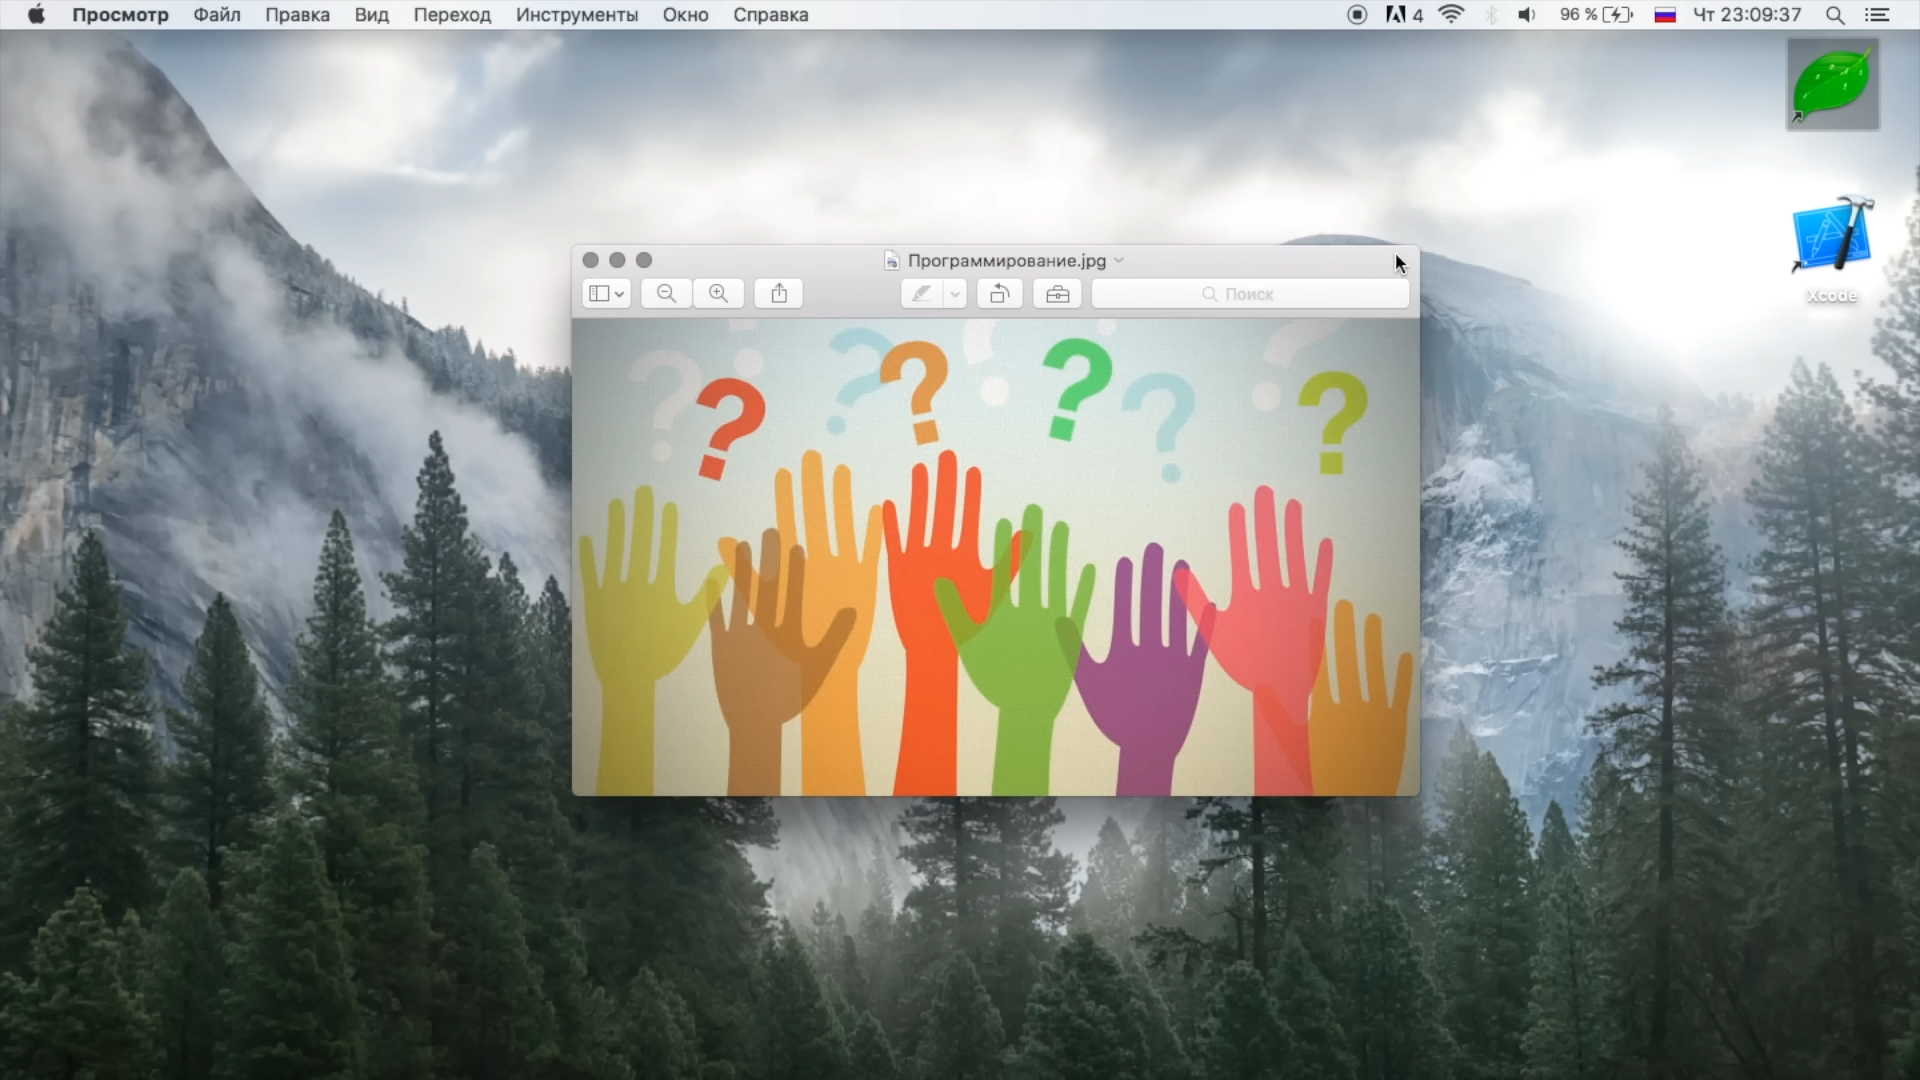 Просмотр Файл Правка Вид Переход Инструменты Окно Справка 4 96 % Чт 23:09:37
Программирование.jpg
Поиск
Xcode
? ? ? ? ? ? ? ? ?